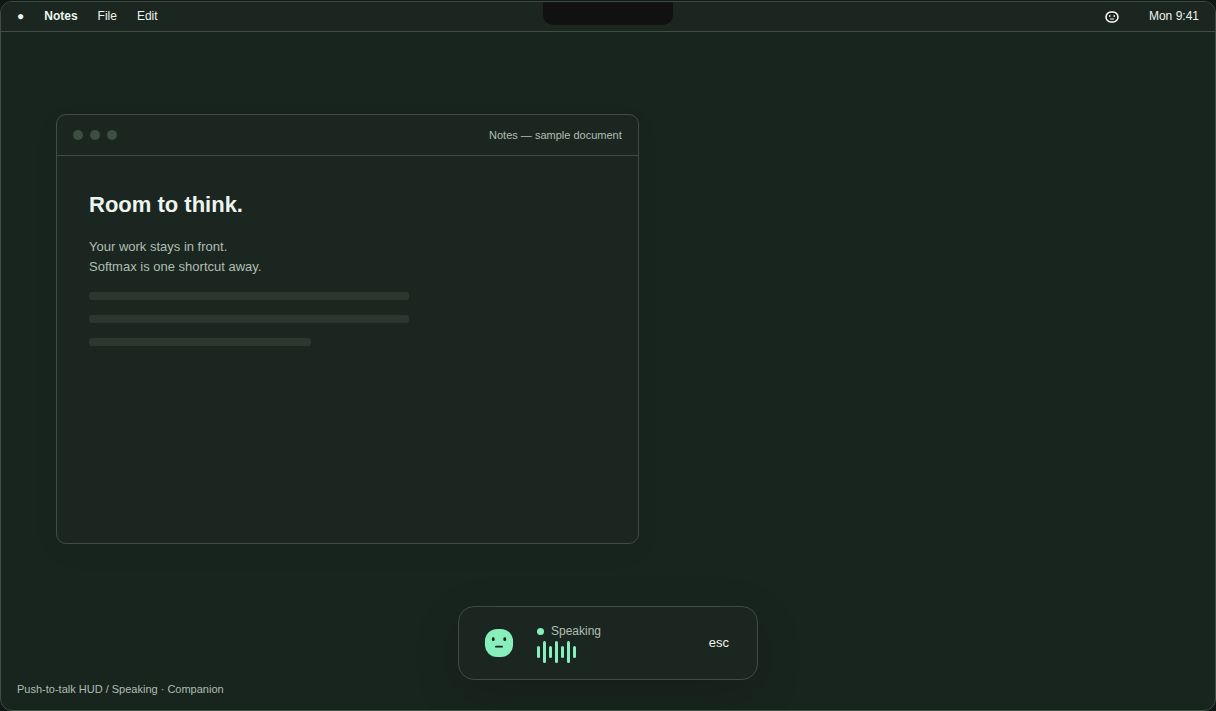 Notes File Edit
Mon 9:41
Notes — sample document
Room to think.
Your work stays in front.
Softmax is one shortcut away.
Speaking
esc
Push-to-talk HUD / Speaking · Companion